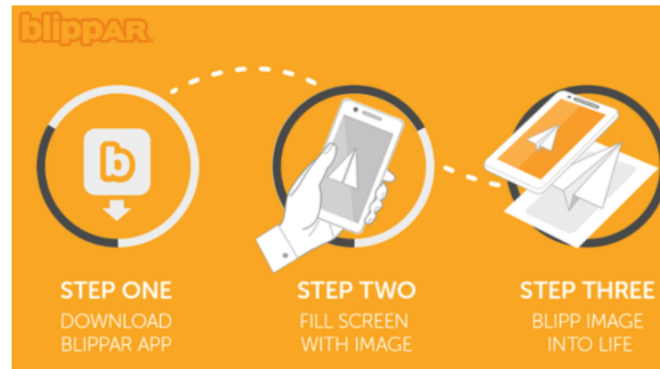 blippAR
b
STEP ONE
DOWNLOAD
BLIPPAR APP
STEP TWO
FILL SCREEN
WITH IMAGE
STEP THREE
BLIPP IMAGE
INTO LIFE